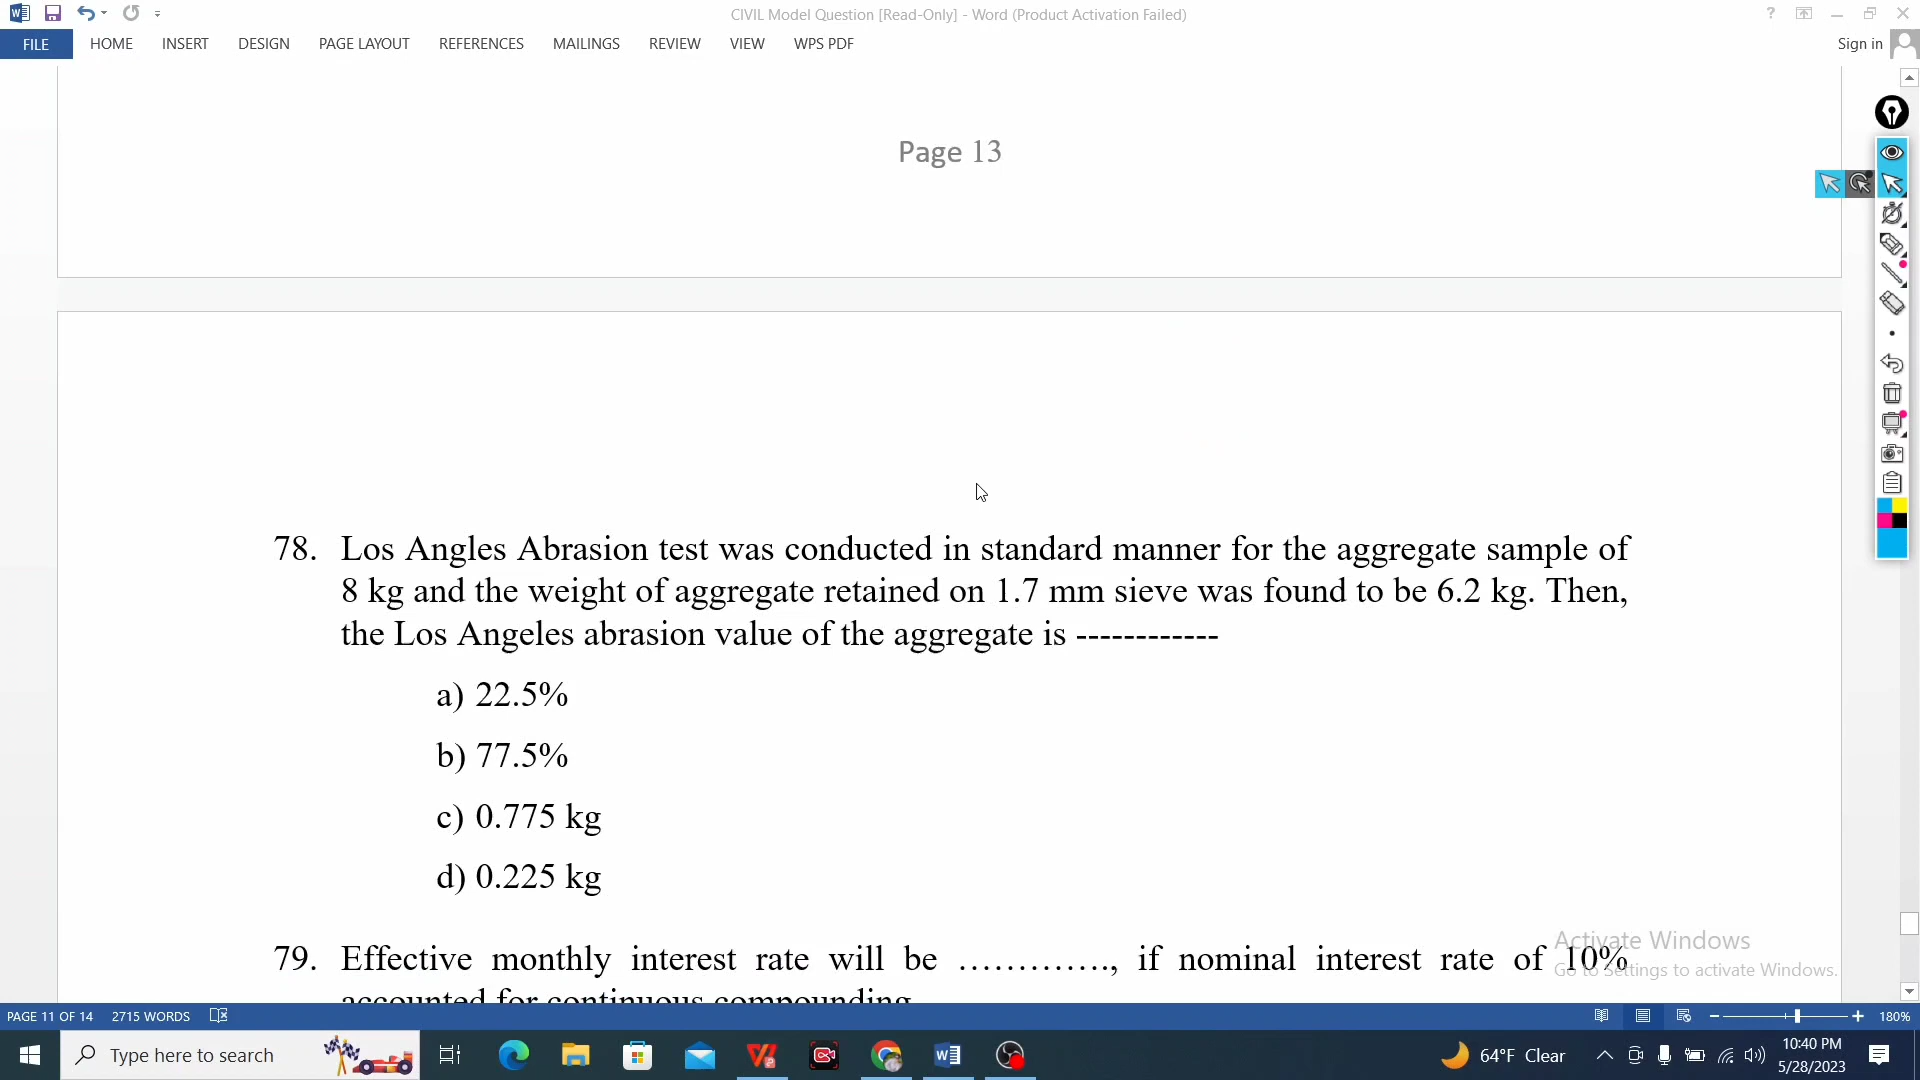 CIVIL Model Question [Read-Only] - Word (Product Activation Failed)
FILE HOME INSERT DESIGN PAGE LAYOUT REFERENCES MAILINGS REVIEW VIEW WPS PDF Sign in
Page 13
78. Los Angles Abrasion test was conducted in standard manner for the aggregate sample of
8 kg and the weight of aggregate retained on 1.7 mm sieve was found to be 6.2 kg. Then,
the Los Angeles abrasion value of the aggregate is ------------
a) 22.5%
b) 77.5%
c) 0.775 kg
d) 0.225 kg
79. Effective monthly interest rate will be …………., if nominal interest rate of 10%
accounted for continuous compounding
Activate Windows
Go to Settings to activate Windows.
PAGE 11 OF 14 2715 WORDS 180%
Type here to search
64°F Clear
10:40 PM
5/28/2023